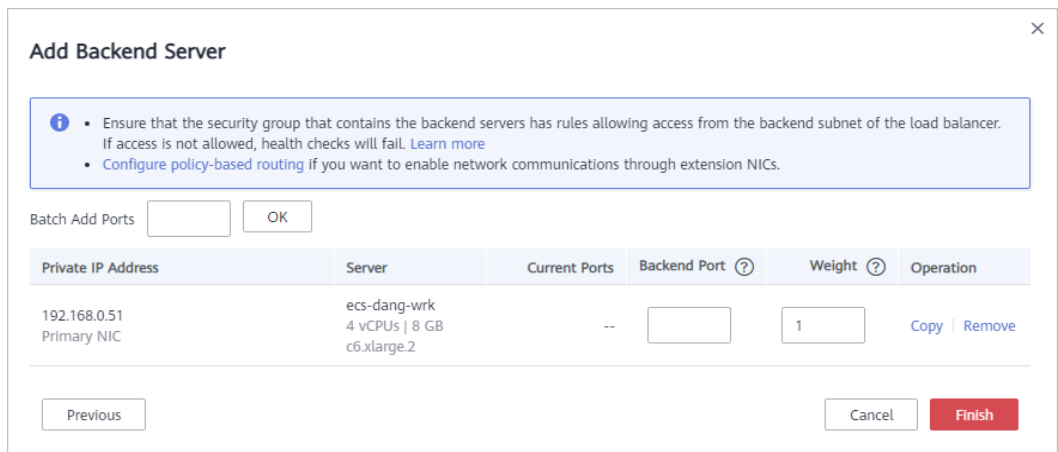 Add Backend Server
• Ensure that the security group that contains the backend servers has rules allowing access from the backend subnet of the load balancer.
If access is not allowed, health checks will fail. Learn more
• Configure policy-based routing if you want to enable network communications through extension NICs.
Batch Add Ports OK
Private IP Address Server Current Ports Backend Port ? Weight ? Operation
192.168.0.51
Primary NIC
ecs-dang-wrk
4 vCPUs | 8 GB
c6.xlarge.2
--
1
Copy | Remove
Previous Cancel Finish